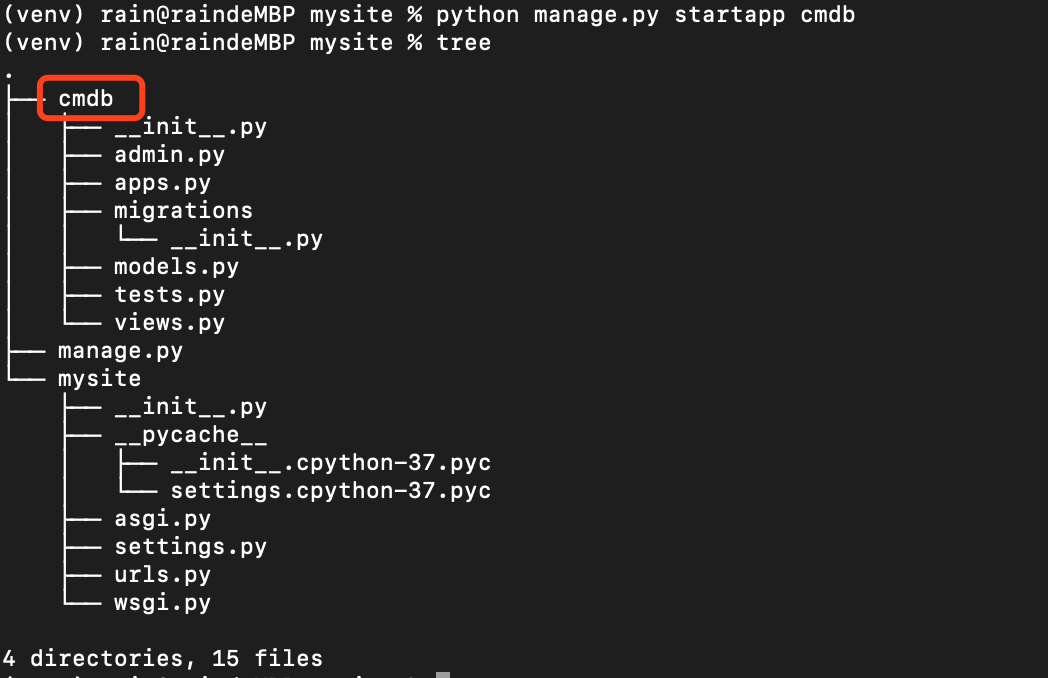 (venv) rain@raindeMBP mysite % python manage.py startapp cmdb
(venv) rain@raindeMBP mysite % tree
.
├── cmdb
│   ├── __init__.py
│   ├── admin.py
│   ├── apps.py
│   ├── migrations
│   │   └── __init__.py
│   ├── models.py
│   ├── tests.py
│   └── views.py
├── manage.py
└── mysite
    ├── __init__.py
    ├── __pycache__
    │   ├── __init__.cpython-37.pyc
    │   └── settings.cpython-37.pyc
    ├── asgi.py
    ├── settings.py
    ├── urls.py
    └── wsgi.py
4 directories, 15 files